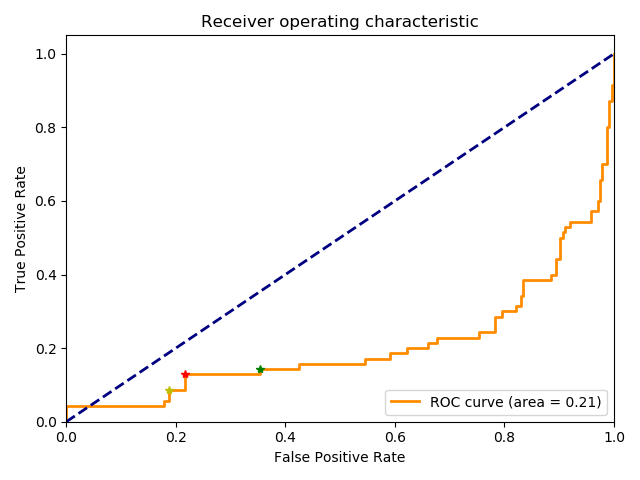 Receiver operating characteristic
True Positive Rate
1.0
0.8
0.6
0.4
0.2
0.0
ROC curve (area = 0.21)
0.0 0.2 0.4 0.6 0.8 1.0
False Positive Rate